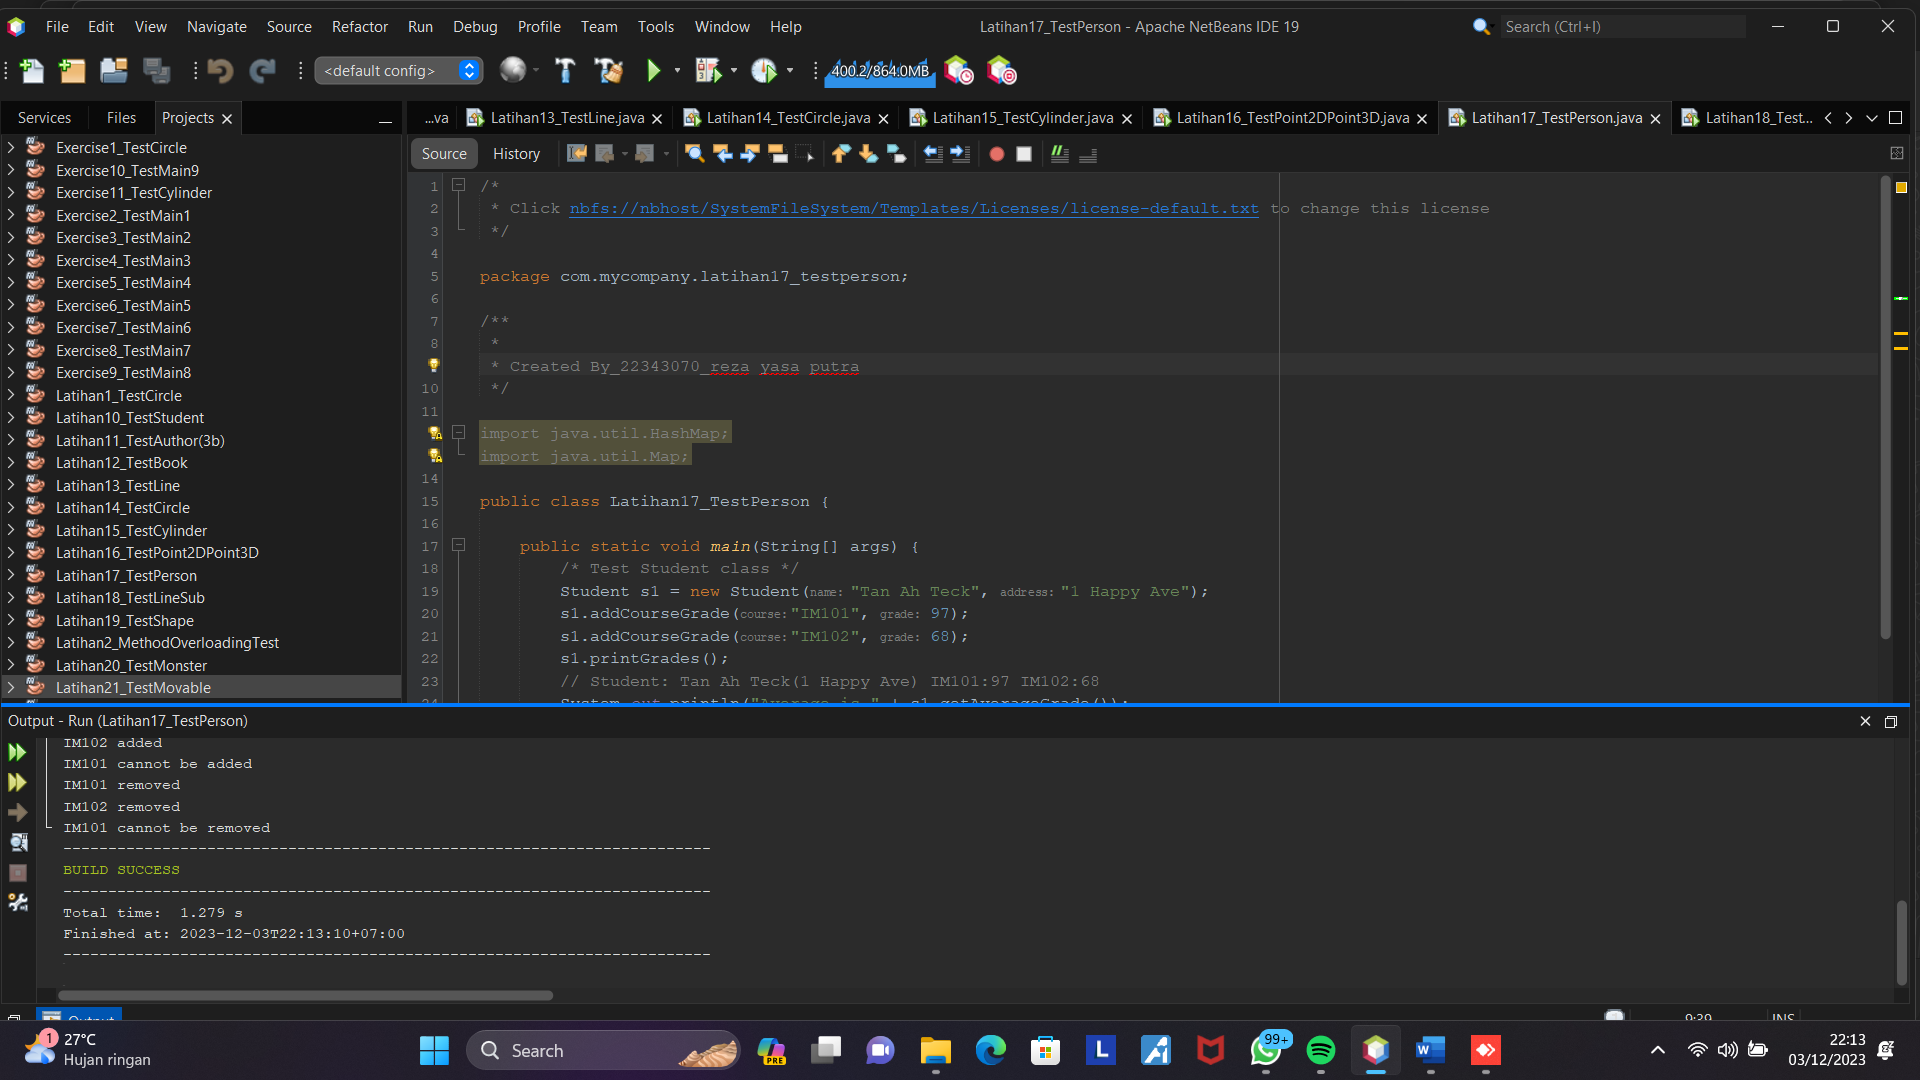 File Edit View Navigate Source Refactor Run Debug Profile Team Tools Window Help
Latihan17_TestPerson - Apache NetBeans IDE 19
Search (Ctrl+I)
<default config>
400.2/864.0MB
Services Files Projects
...va Latihan13_TestLine.java Latihan14_TestCircle.java Latihan15_TestCylinder.java Latihan16_TestPoint2DPoint3D.java Latihan17_TestPerson.java Latihan18_Test...
Source History
Exercise1_TestCircle
Exercise10_TestMain9
Exercise11_TestCylinder
Exercise2_TestMain1
Exercise3_TestMain2
Exercise4_TestMain3
Exercise5_TestMain4
Exercise6_TestMain5
Exercise7_TestMain6
Exercise8_TestMain7
Exercise9_TestMain8
Latihan1_TestCircle
Latihan10_TestStudent
Latihan11_TestAuthor(3b)
Latihan12_TestBook
Latihan13_TestLine
Latihan14_TestCircle
Latihan15_TestCylinder
Latihan16_TestPoint2DPoint3D
Latihan17_TestPerson
Latihan18_TestLineSub
Latihan19_TestShape
Latihan2_MethodOverloadingTest
Latihan20_TestMonster
Latihan21_TestMovable
1 /*
2 * Click nbfs://nbhost/SystemFileSystem/Templates/Licenses/license-default.txt to change this license
3 */
4
5 package com.mycompany.latihan17_testperson;
6
7 /**
8 *
* Created By_22343070_reza yasa putra
10 */
11
import java.util.HashMap;
import java.util.Map;
14
15 public class Latihan17_TestPerson {
16
17 public static void main(String[] args) {
18 /* Test Student class */
19 Student s1 = new Student(name: "Tan Ah Teck", address: "1 Happy Ave");
20 s1.addCourseGrade(course: "IM101", grade: 97);
21 s1.addCourseGrade(course: "IM102", grade: 68);
22 s1.printGrades();
23 // Student: Tan Ah Teck(1 Happy Ave) IM101:97 IM102:68
24 System.out.println("Average is " + s1.getAverageGrade());
Output - Run (Latihan17_TestPerson)
IM102 added
IM101 cannot be added
IM101 removed
IM102 removed
IM101 cannot be removed
------------------------------------------------------------------------
BUILD SUCCESS
------------------------------------------------------------------------
Total time:  1.279 s
Finished at: 2023-12-03T22:13:10+07:00
------------------------------------------------------------------------
Output
9:39 INS
1
27°C
Hujan ringan
Search
PRE
L
99+
W
22:13
03/12/2023